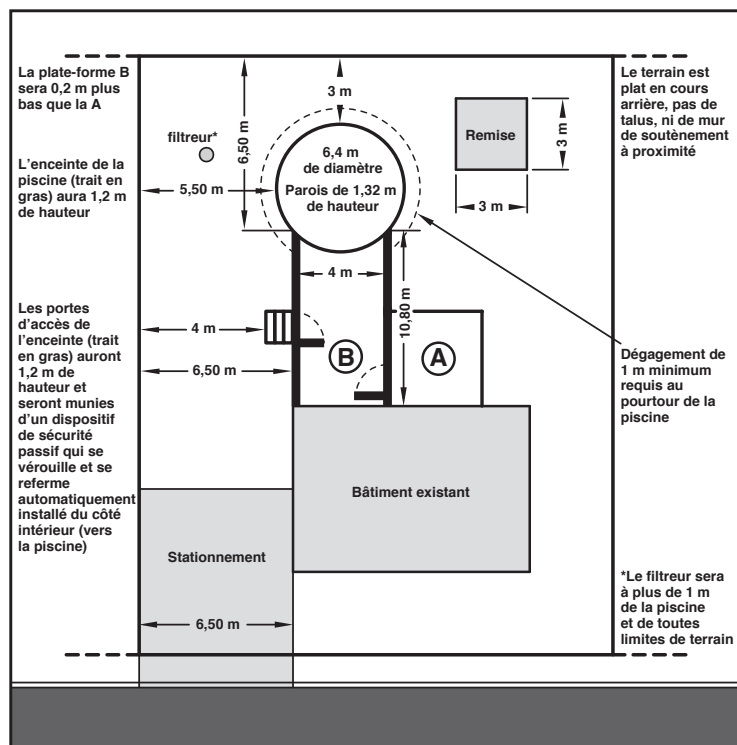 La plate-forme B
sera 0,2 m plus
bas que la A
L'enceinte de la
piscine (trait en
gras) aura 1,2 m
de hauteur
Les portes
d'accès de
l'enceinte (trait
en gras) auront
1,2 m de
hauteur et
seront munies
d'un dispositif
de sécurité
passif qui se
vérouille et se
referme
automatiquement
installé du côté
intérieur (vers
la piscine)
filtreur*
6,50 m
3 m
5,50 m
6,4 m
de diamètre
Parois de 1,32 m
de hauteur
Remise
3 m
3 m
4 m
10,80 m
4 m
6,50 m
B
A
Bâtiment existant
Stationnement
6,50 m
Le terrain est
plat en cours
arrière, pas de
talus, ni de mur
de soutènement
à proximité
Dégagement de
1 m minimum
requis au
pourtour de la
piscine
*Le filtreur sera
à plus de 1 m
de la piscine
et de toutes
limites de terrain